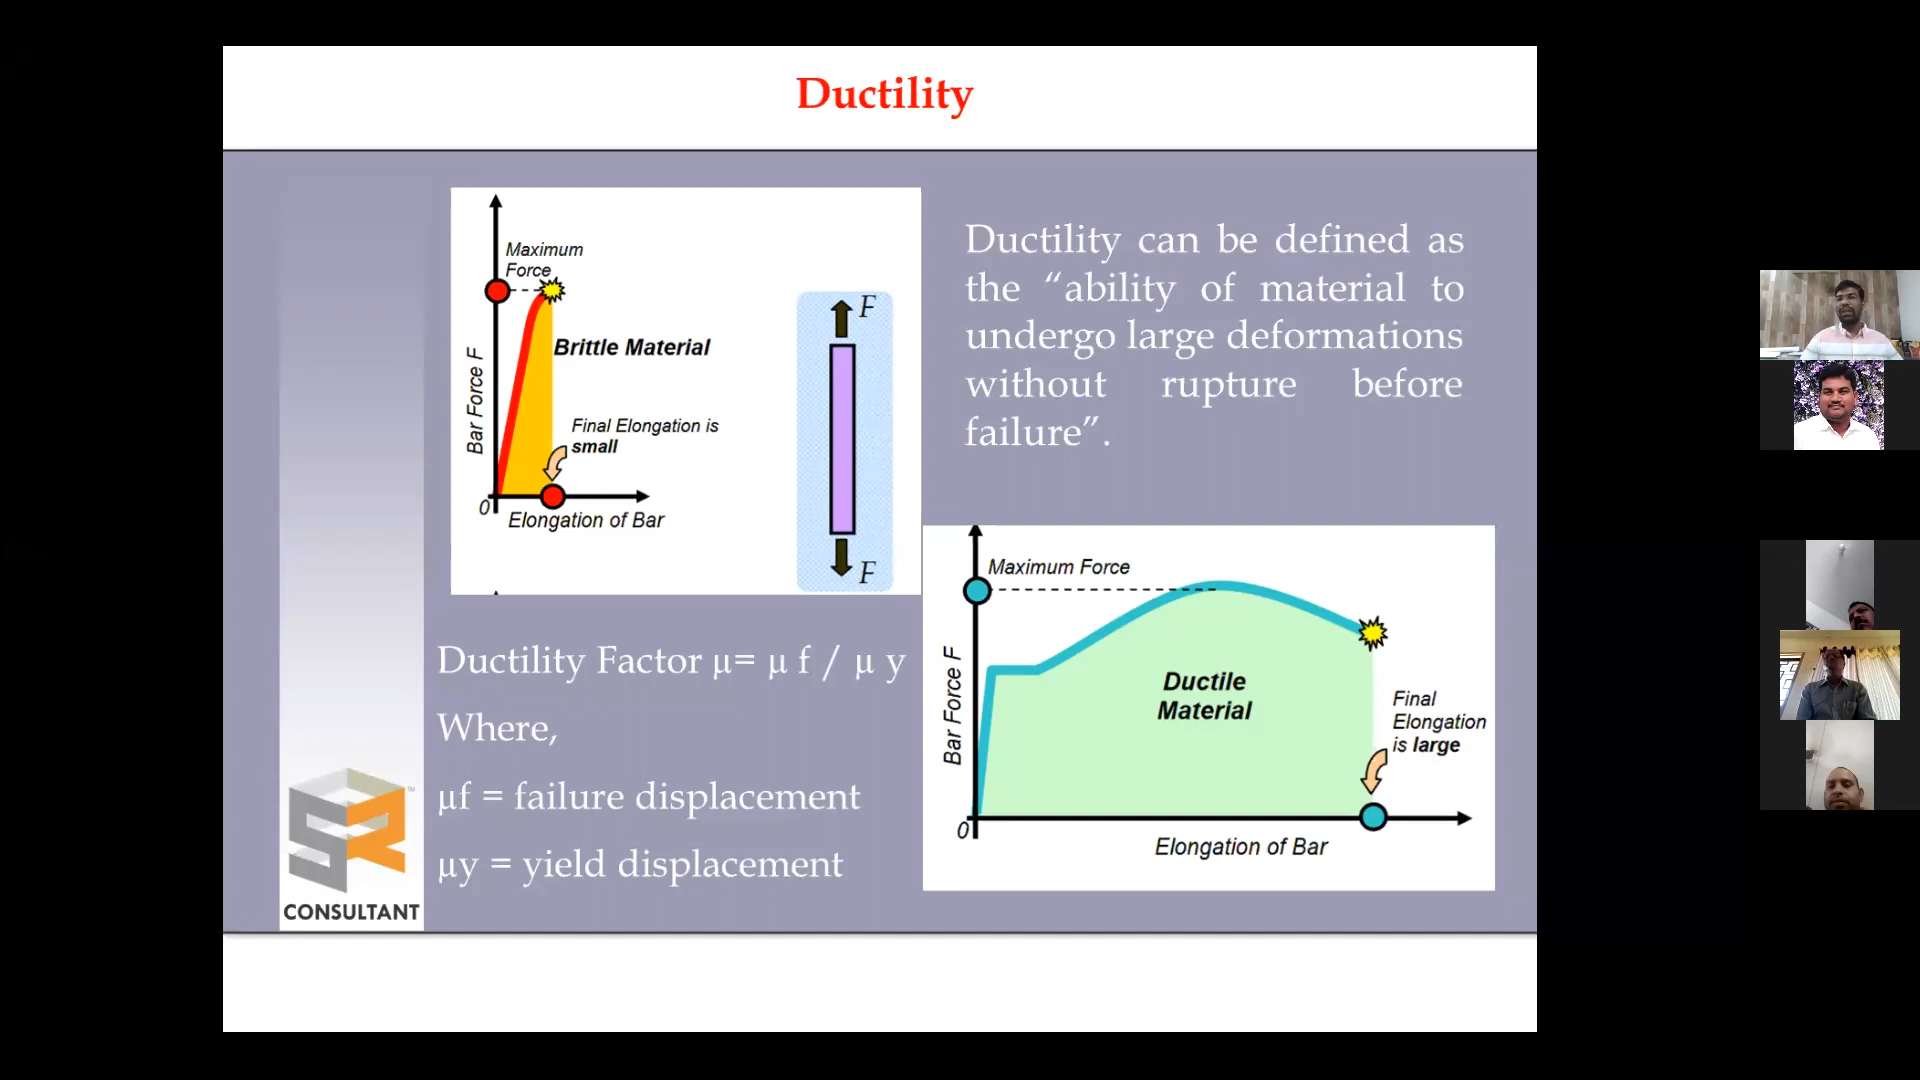 Ductility
Maximum
Force
Brittle Material
Bar Force F
Final Elongation is
small
0
Elongation of Bar
F
F
Ductility can be defined as
the “ability of material to
undergo large deformations
without rupture before
failure”.
Ductility Factor µ= µ f / µ y
Where,
µf = failure displacement
µy = yield displacement
Maximum Force
Bar Force F
Ductile
Material
Final
Elongation
is large
0
Elongation of Bar
SR
TM
CONSULTANT